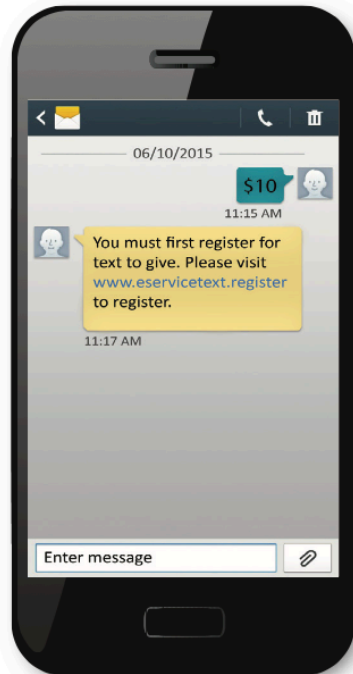 06/10/2015
$10
11:15 AM
You must first register for
text to give. Please visit
www.eservicetext.register
to register.
11:17 AM
Enter message